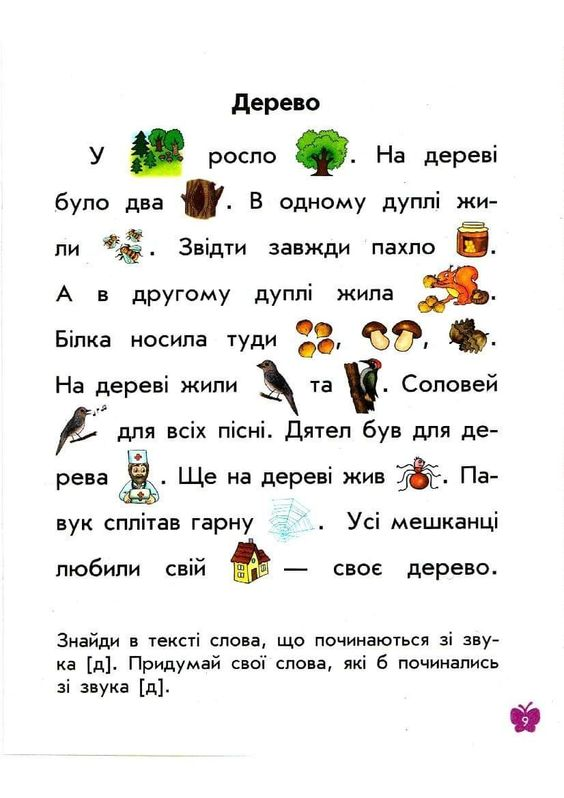 Дерево
У росло . На дереві
було два . В одному дуплі жи-
ли . Звідти завжди пахло .
А в другому дуплі жила .
Білка носила туди , , .
На дереві жили та . Соловей
для всіх пісні. Дятел був для де-
рева . Ще на дереві жив . Па-
вук сплітав гарну . Усі мешканці
любили свій — своє дерево.
Знайди в тексті слова, що починаються зі зву-
ка [д]. Придумай свої слова, які б починались
зі звука [д].
9